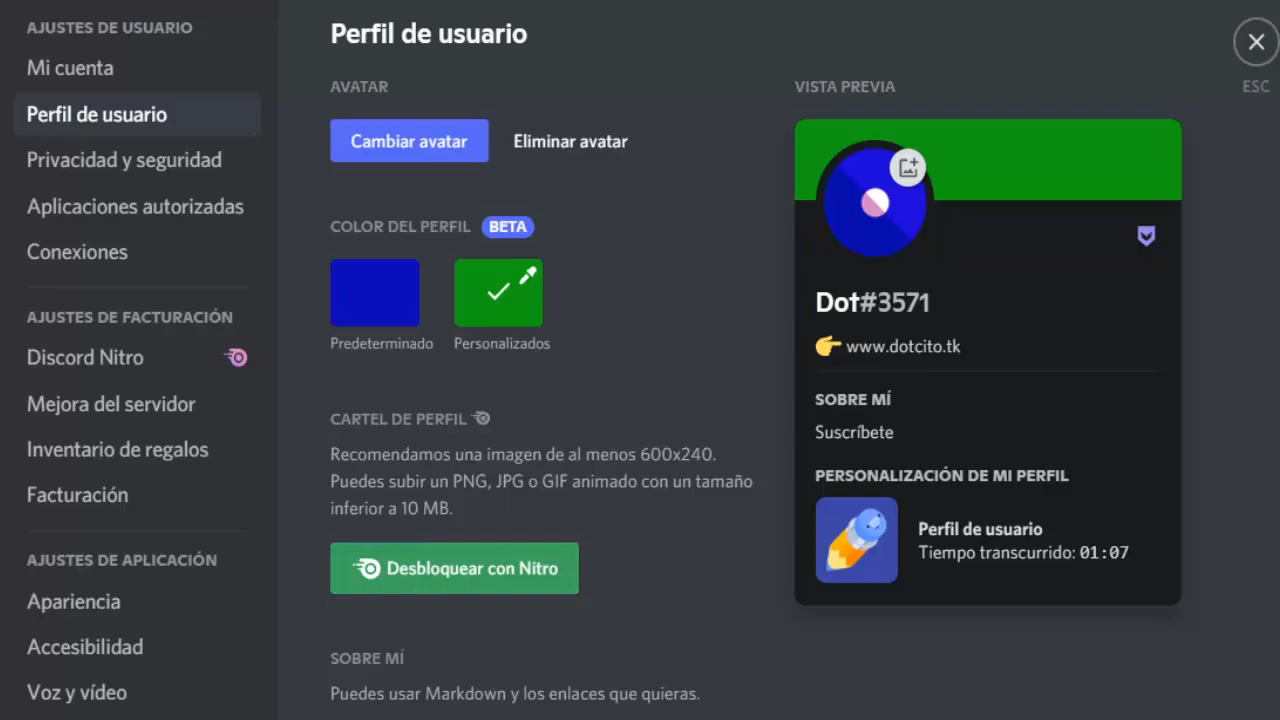 AJUSTES DE USUARIO
Mi cuenta
Perfil de usuario
Privacidad y seguridad
Aplicaciones autorizadas
Conexiones
AJUSTES DE FACTURACIÓN
Discord Nitro
Mejora del servidor
Inventario de regalos
Facturación
AJUSTES DE APLICACIÓN
Apariencia
Accesibilidad
Voz y vídeo
Perfil de usuario
AVATAR
Cambiar avatar
Eliminar avatar
COLOR DEL PERFIL BETA
Predeterminado
Personalizados
CARTEL DE PERFIL
Recomendamos una imagen de al menos 600x240.
Puedes subir un PNG, JPG o GIF animado con un tamaño
inferior a 10 MB.
Desbloquear con Nitro
SOBRE MÍ
Puedes usar Markdown y los enlaces que quieras.
VISTA PREVIA
Dot#3571
👉 www.dotcito.tk
SOBRE MÍ
Suscríbete
PERSONALIZACIÓN DE MI PERFIL
Perfil de usuario
Tiempo transcurrido: 01:07
ESC